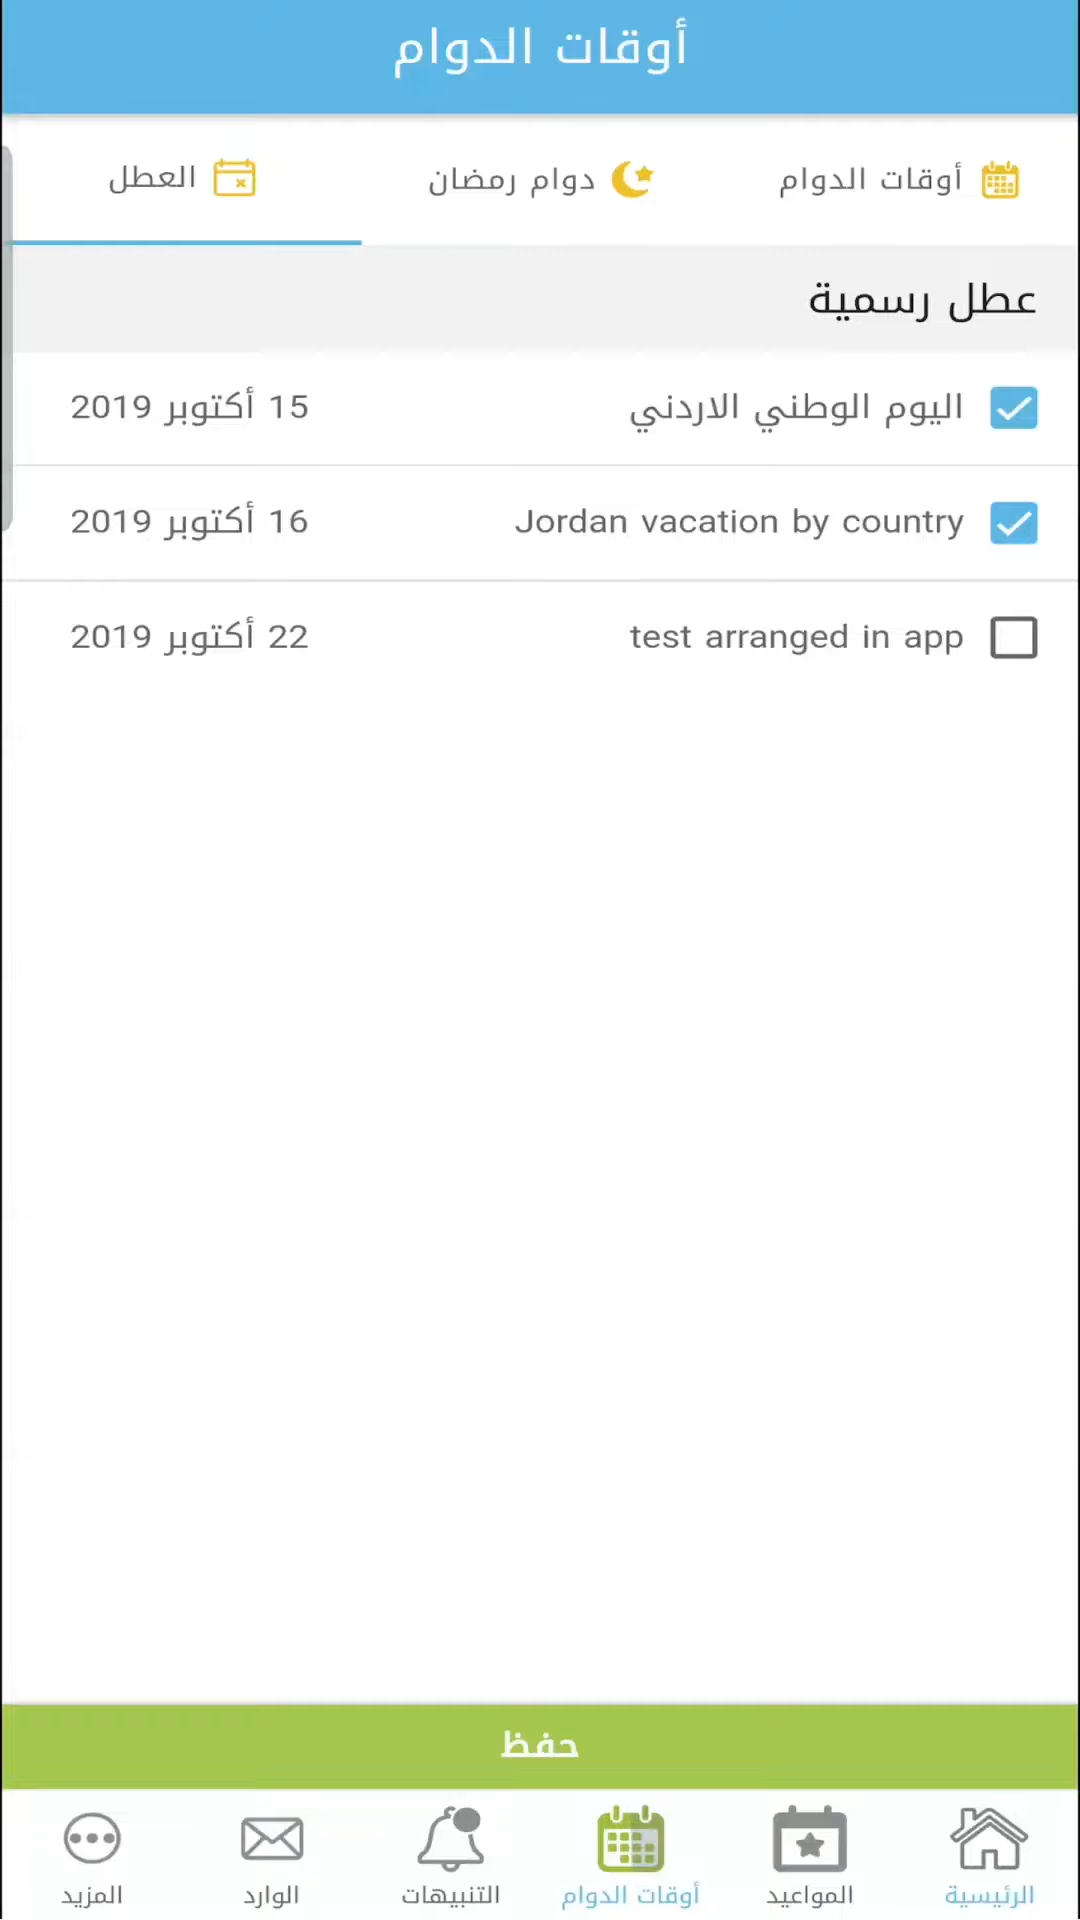 أوقات الدوام
أوقات الدوام
دوام رمضان
العطل
عطل رسمية
اليوم الوطني الاردني
15 أكتوبر 2019
Jordan vacation by country
16 أكتوبر 2019
test arranged in app
22 أكتوبر 2019
حفظ
الرئيسية
المواعيد
أوقات الدوام
التنبيهات
الوارد
المزيد